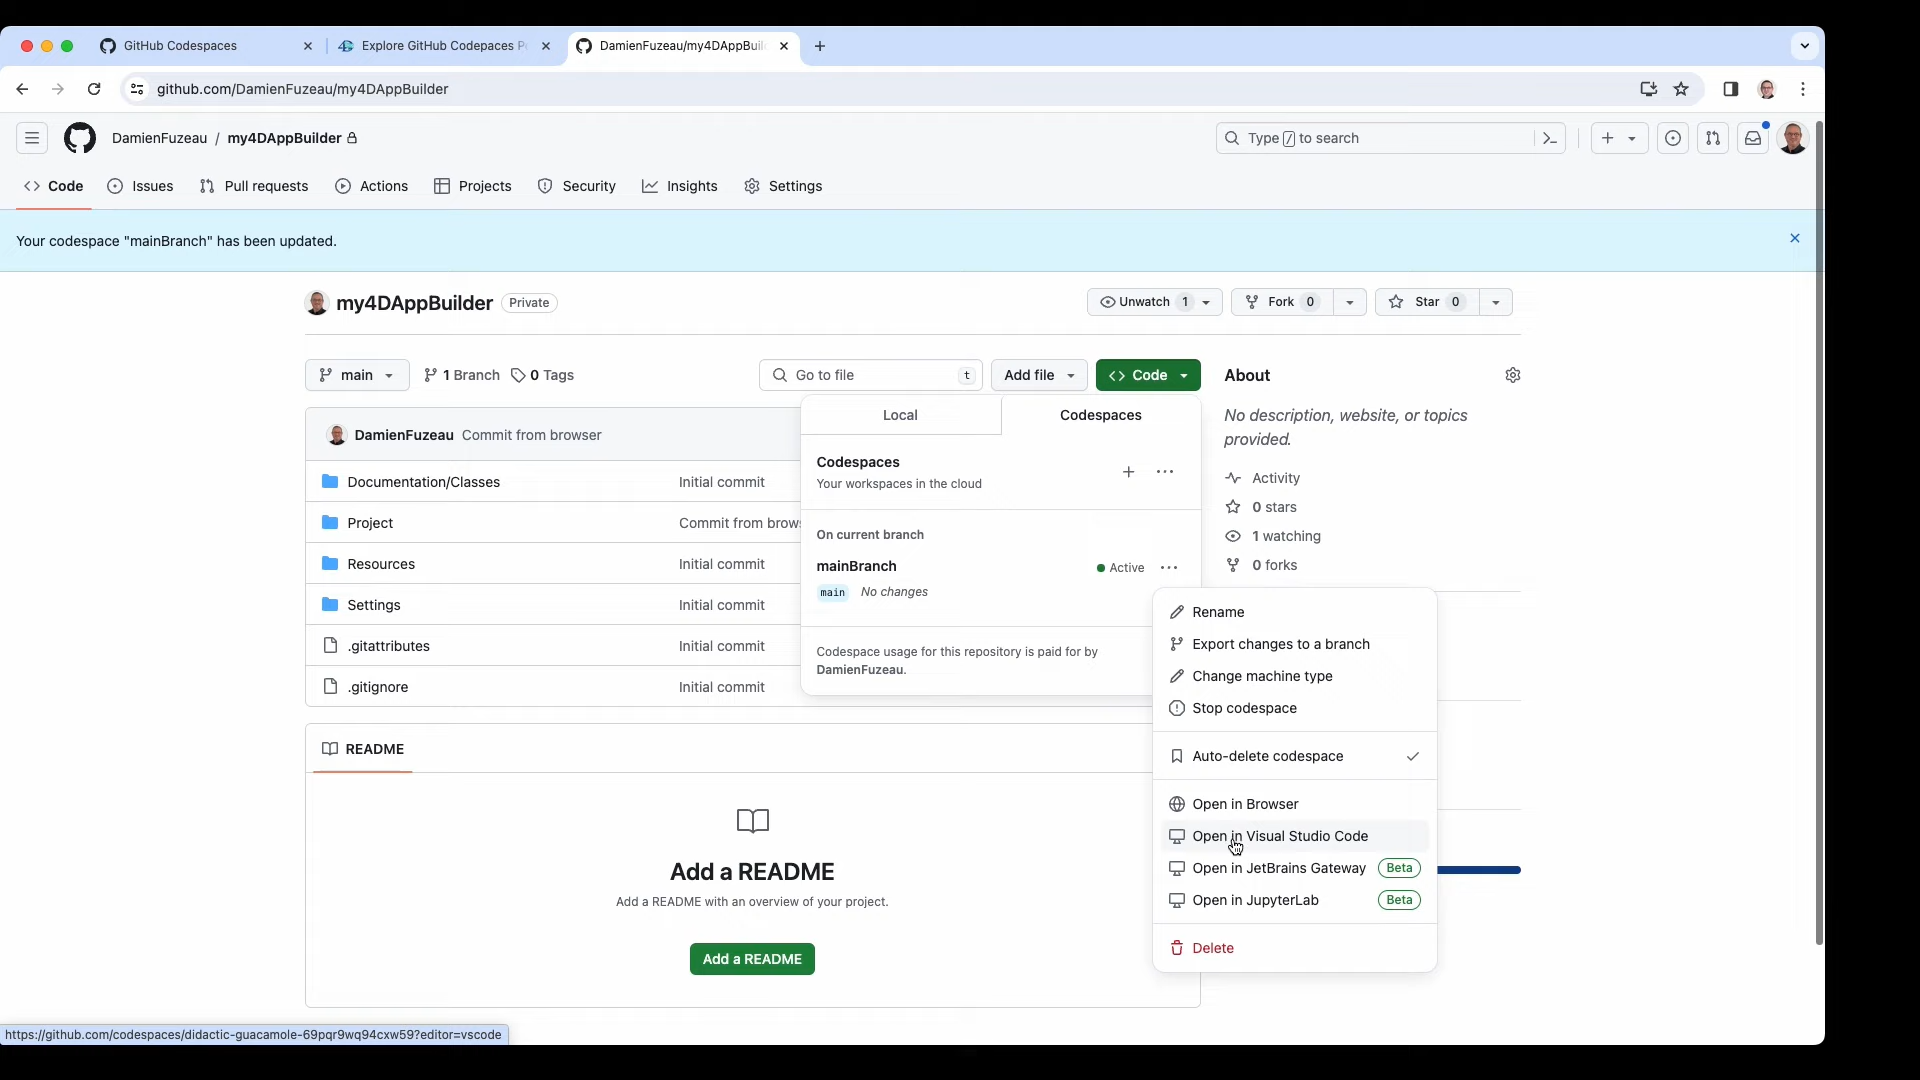 GitHub Codespaces
Explore GitHub Codepaces P
DamienFuzeau/my4DAppBuil
github.com/DamienFuzeau/my4DAppBuilder
DamienFuzeau / my4DAppBuilder
Type / to search
Code
Issues
Pull requests
Actions
Projects
Security
Insights
Settings
Your codespace "mainBranch" has been updated.
my4DAppBuilder Private
Unwatch 1
Fork 0
Star 0
main
1 Branch
0 Tags
Go to file t
Add file
Code
Local
Codespaces
DamienFuzeau Commit from browser
Documentation/Classes Initial commit
Project Commit from brows
Resources Initial commit
Settings Initial commit
.gitattributes Initial commit
.gitignore Initial commit
Codespaces
Your workspaces in the cloud
On current branch
mainBranch Active
main No changes
Codespace usage for this repository is paid for by
DamienFuzeau.
Rename
Export changes to a branch
Change machine type
Stop codespace
Auto-delete codespace
Open in Browser
Open in Visual Studio Code
Open in JetBrains Gateway Beta
Open in JupyterLab Beta
Delete
About
No description, website, or topics
provided.
Activity
0 stars
1 watching
0 forks
README
Add a README
Add a README with an overview of your project.
Add a README
https://github.com/codespaces/didactic-guacamole-69pqr9wq94cxw59?editor=vscode